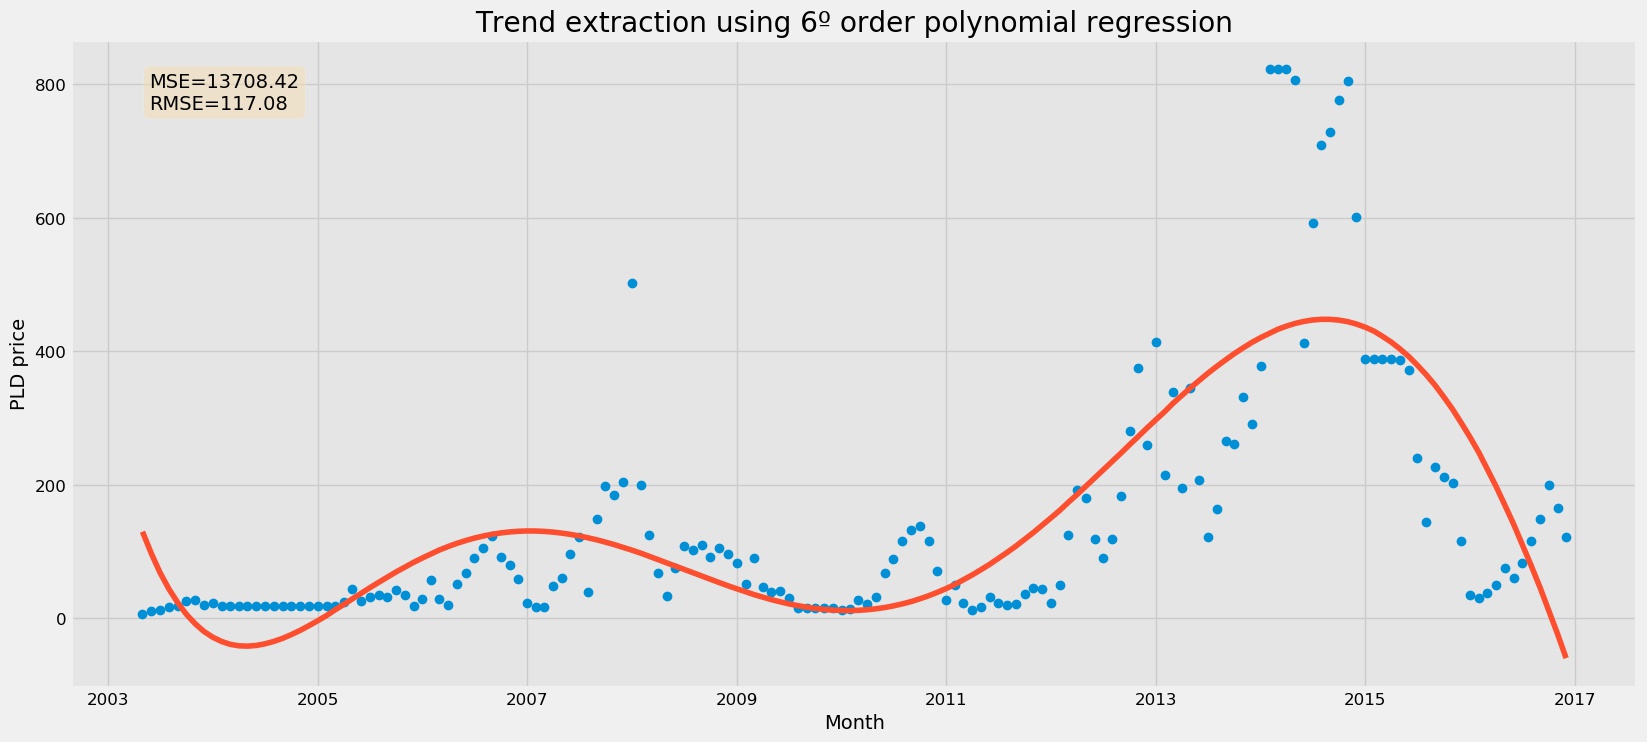 Trend extraction using 6º order polynomial regression
MSE=13708.42
RMSE=117.08
800
600
400
200
0
PLD price
2003 2005 2007 2009 2011 2013 2015 2017
Month